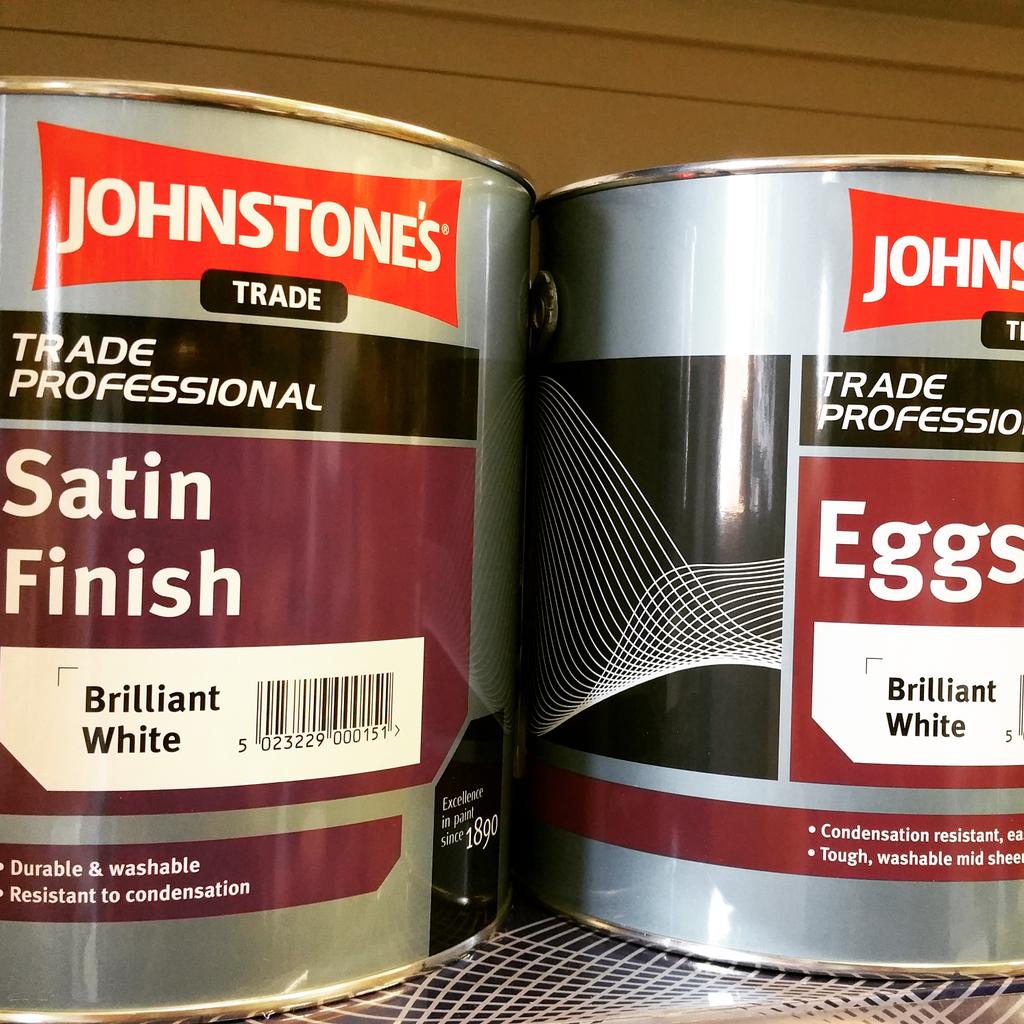 JOHNSTONE'S®
TRADE
TRADE
PROFESSIONAL
Satin
Finish
Brilliant
White
5 023229 000151 >
Excellence
in paint
since 1890
• Durable & washable
• Resistant to condensation
JOHNS
T
TRADE
PROFESSIO
Eggs
Brilliant
White
5
• Condensation resistant, ea
• Tough, washable mid sheen